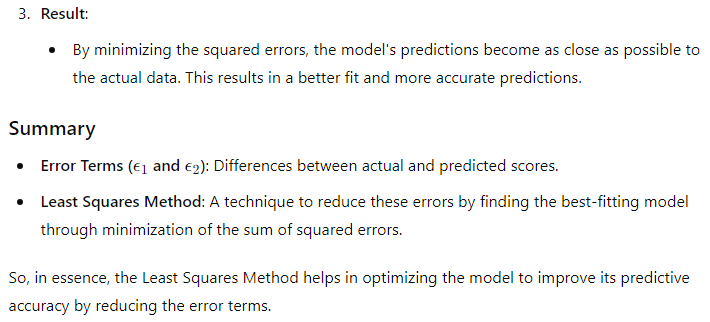 3. Result:
• By minimizing the squared errors, the model's predictions become as close as possible to
the actual data. This results in a better fit and more accurate predictions.
Summary
• Error Terms (ϵ₁ and ϵ₂): Differences between actual and predicted scores.
• Least Squares Method: A technique to reduce these errors by finding the best-fitting model
through minimization of the sum of squared errors.
So, in essence, the Least Squares Method helps in optimizing the model to improve its predictive
accuracy by reducing the error terms.